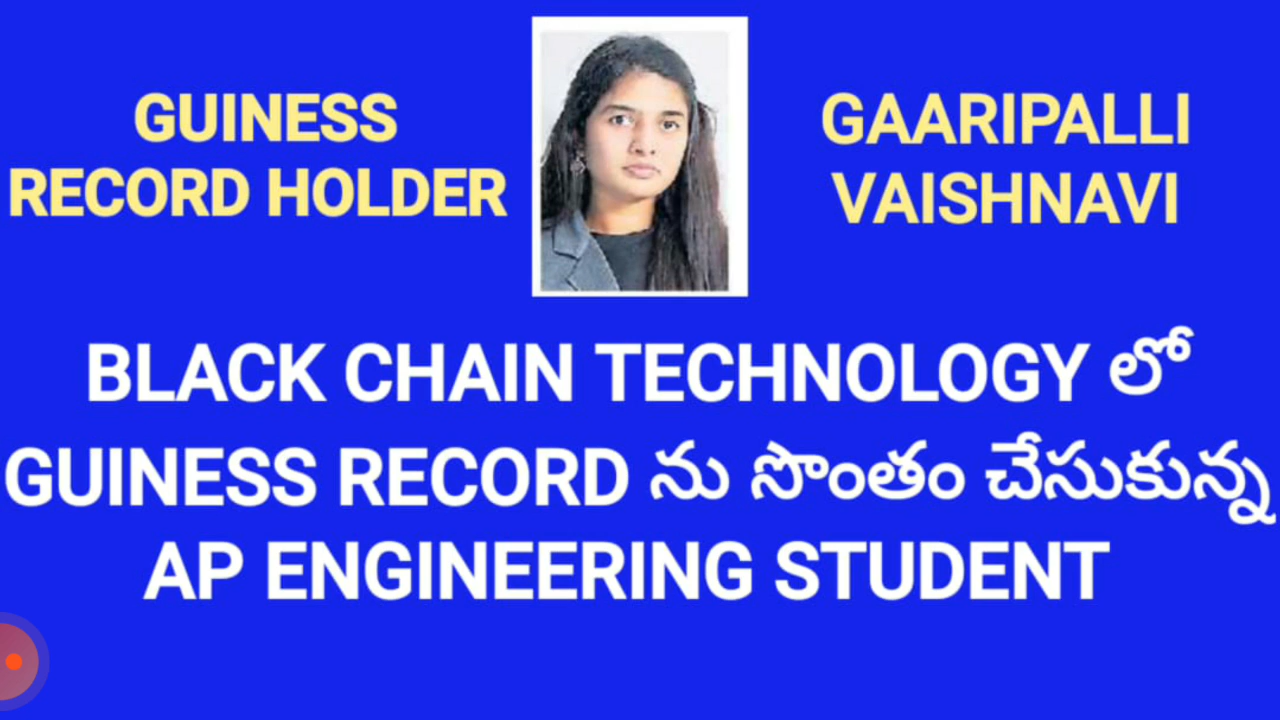 GUINESS
RECORD HOLDER
GAARIPALLI
VAISHNAVI
BLACK CHAIN TECHNOLOGY లో
GUINESS RECORD ను సొంతం చేసుకున్న
AP ENGINEERING STUDENT